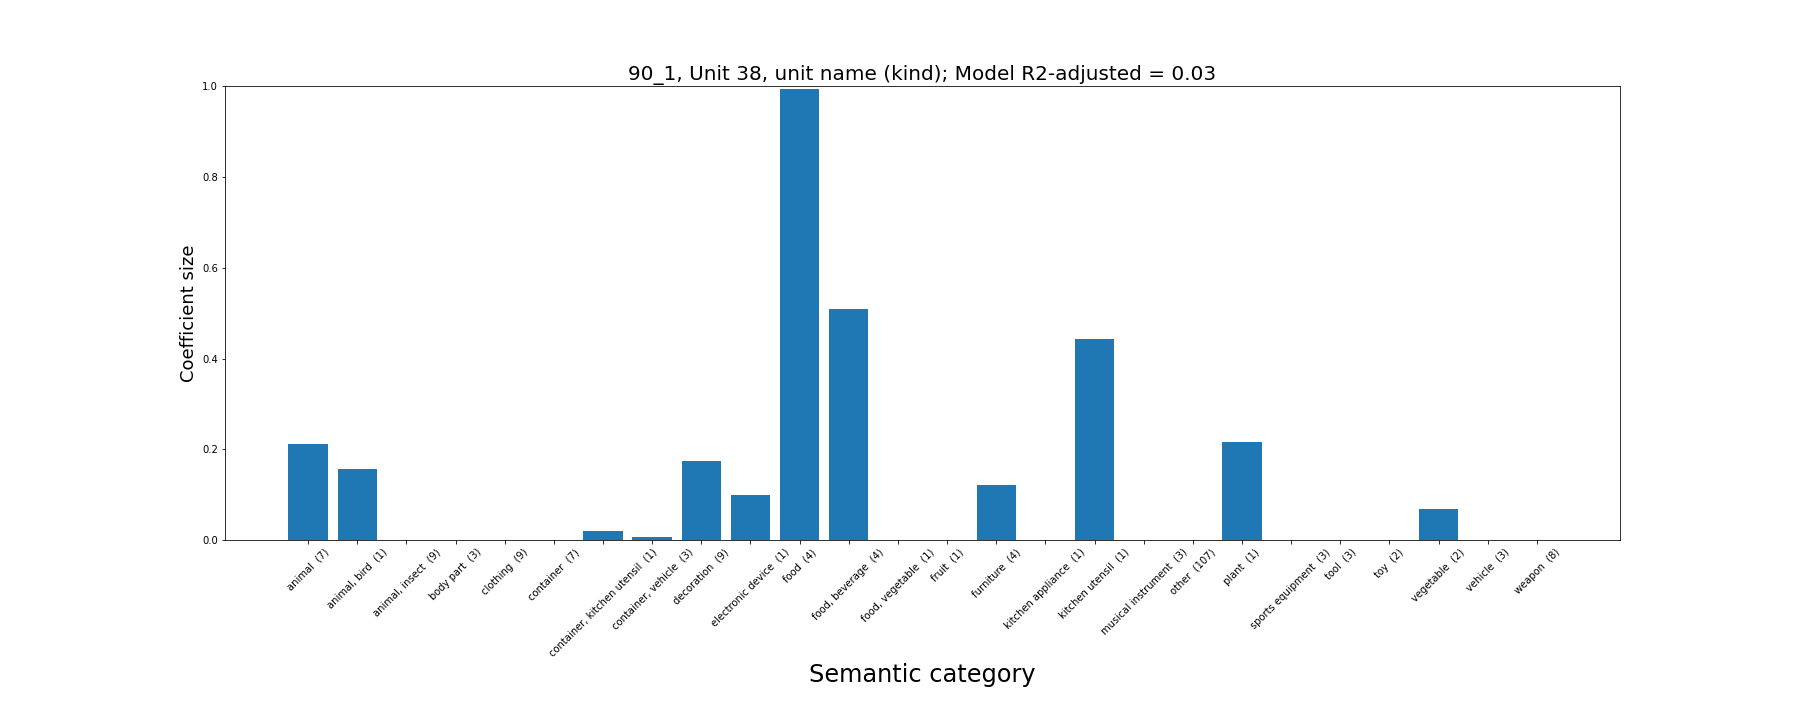 90_1, Unit 38, unit name (kind); Model R2-adjusted = 0.03
Coefficient size
1.0
0.8
0.6
0.4
0.2
0.0
animal (7)
animal, bird (1)
animal, insect (9)
body part (3)
clothing (9)
container (7)
container, kitchen utensil (1)
container, vehicle (3)
decoration (9)
electronic device (1)
food (4)
food, beverage (4)
food, vegetable (1)
fruit (1)
furniture (4)
kitchen appliance (1)
kitchen utensil (1)
musical instrument (3)
other (107)
plant (1)
sports equipment (3)
tool (3)
toy (2)
vegetable (2)
vehicle (3)
weapon (8)
Semantic category